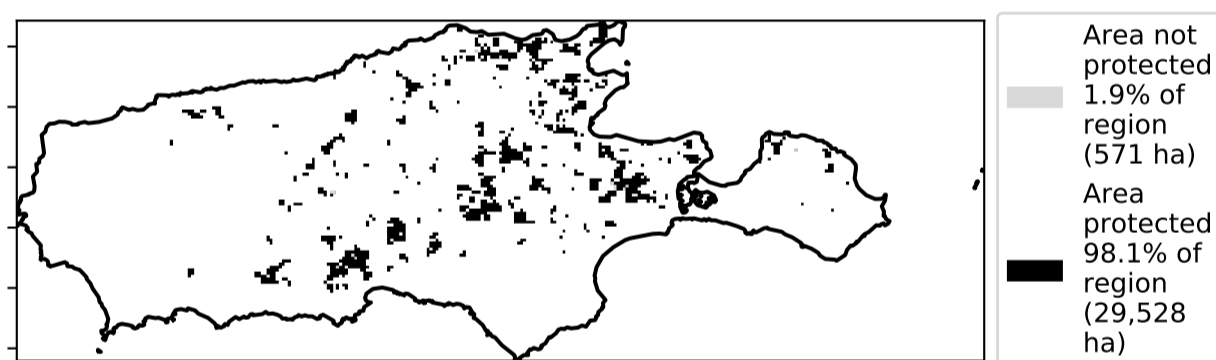 Area not
protected
1.9% of
region
(571 ha)
Area
protected
98.1% of
region
(29,528
ha)